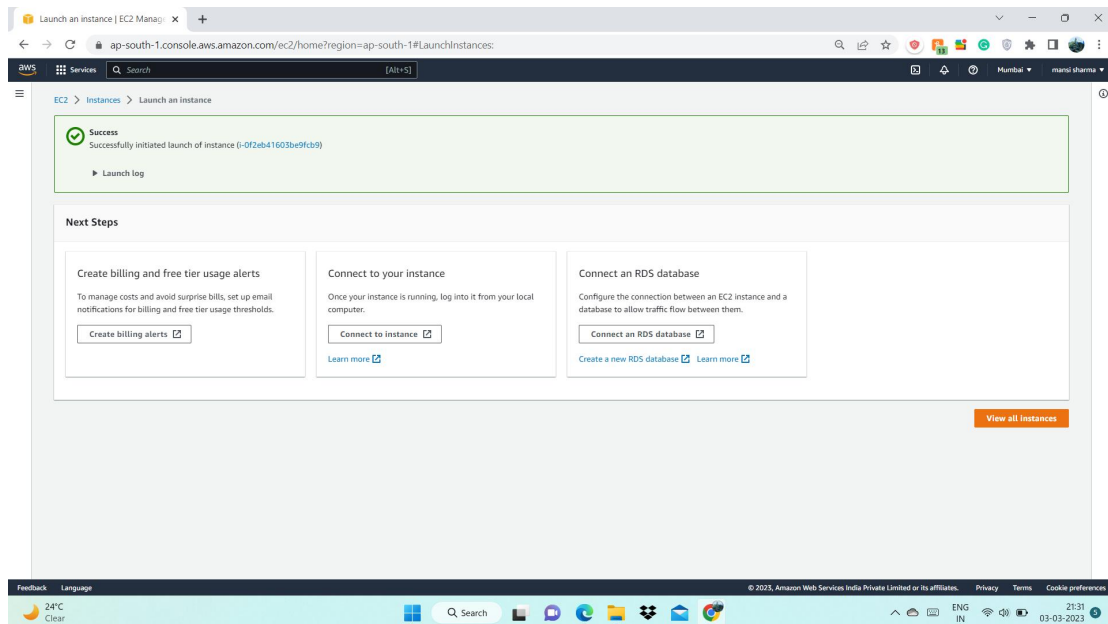 Launch an instance | EC2 Manag
ap-south-1.console.aws.amazon.com/ec2/home?region=ap-south-1#LaunchInstances:
13
aws
Services
Search
[Alt+S]
Mumbai
mansi sharma
EC2 > Instances > Launch an instance
Success
Successfully initiated launch of instance (i-0f2eb41603be9fcb9)
Launch log
Next Steps
Create billing and free tier usage alerts
To manage costs and avoid surprise bills, set up email
notifications for billing and free tier usage thresholds.
Create billing alerts
Connect to your instance
Once your instance is running, log into it from your local
computer.
Connect to instance
Learn more
Connect an RDS database
Configure the connection between an EC2 instance and a
database to allow traffic flow between them.
Connect an RDS database
Create a new RDS database Learn more
View all instances
Feedback Language
© 2023, Amazon Web Services India Private Limited or its affiliates. Privacy Terms Cookie preferences
24°C
Clear
Search
ENG
IN
21:31
03-03-2023
5